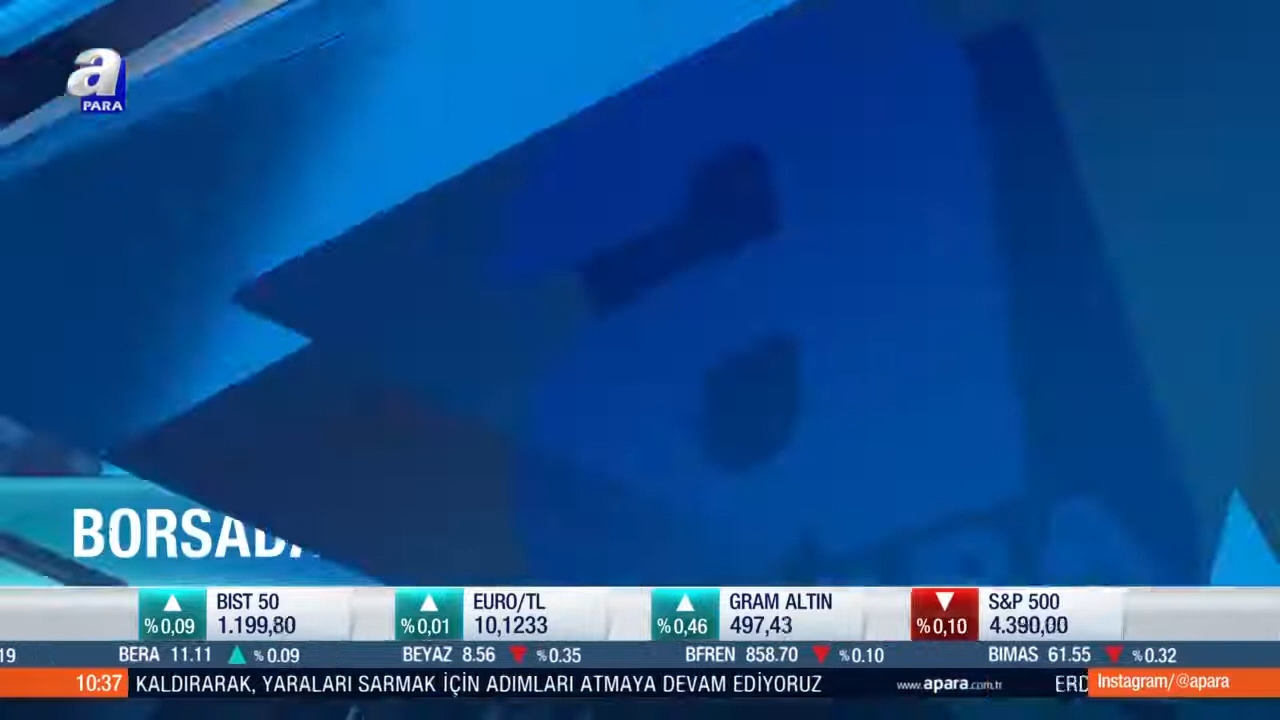 a
PARA
BORSADA
BIST 50
%0,09 1.199,80
EURO/TL
%0,01 10,1233
GRAM ALTIN
%0,46 497,43
S&P 500
%0,10 4.390,00
19 BERA 11.11 %0.09 BEYAZ 8.56 %0.35 BFREN 858.70 %0.10 BIMAS 61.55 %0.32
10:37 KALDIRARAK, YARALARI SARMAK İÇİN ADIMLARI ATMAYA DEVAM EDİYORUZ www.apara.com.tr ERD Instagram/@apara